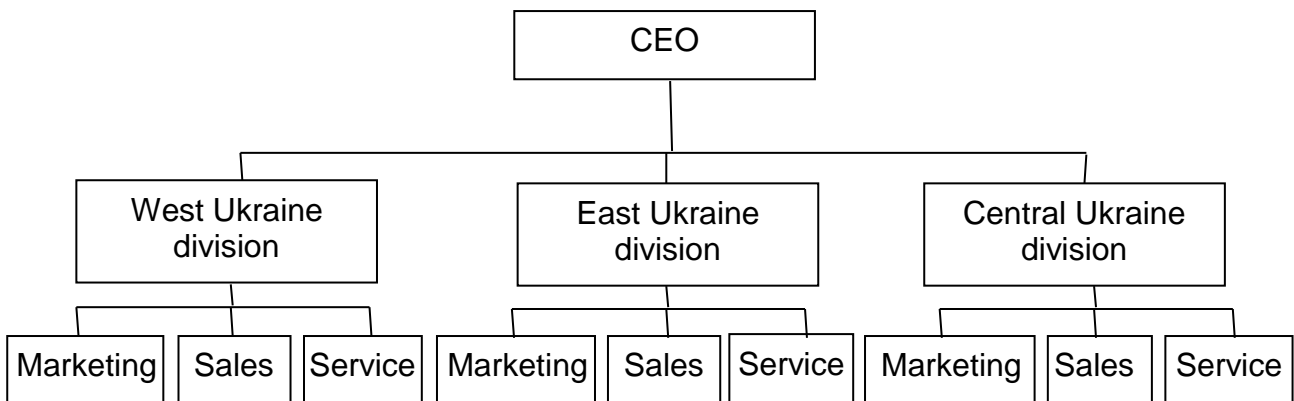 CEO
West Ukraine
division
East Ukraine
division
Central Ukraine
division
Marketing
Sales
Service
Marketing
Sales
Service
Marketing
Sales
Service